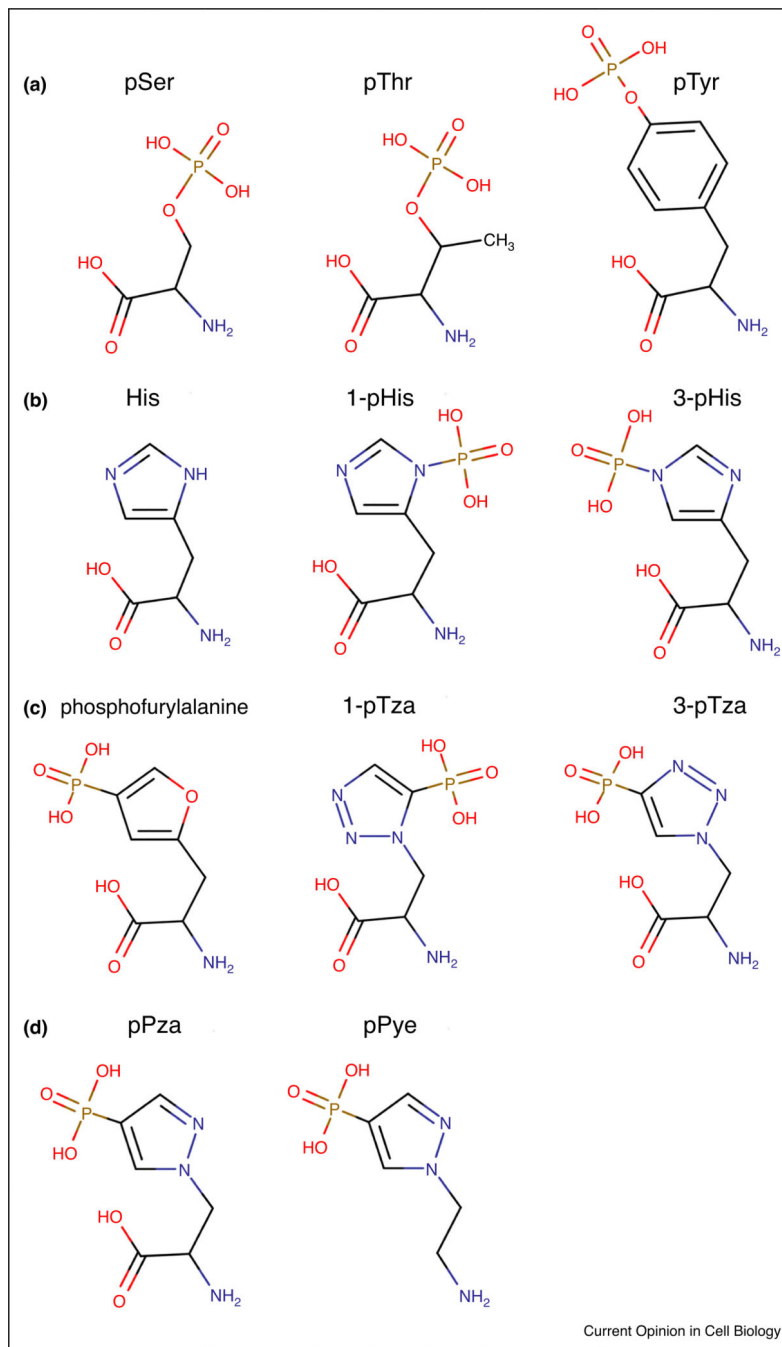 (a) pSer pThr pTyr
O
OH
P
HO
O
HO O
P
OH
O
HO
O
NH2
HO O
P
OH
O
CH3
HO
O
NH2
HO
O
NH2
(b) His 1-pHis 3-pHis
N NH
HO
O
NH2
HO
N N P O
OH
HO
O
NH2
OH
O P N N
HO
HO
O
NH2
(c) phosphofurylalanine 1-pTza 3-pTza
OH
O P O
HO
HO
O
NH2
HO
P O
N OH
N N
HO
O
NH2
OH
O P N
N
HO N
HO
O
NH2
(d) pPza pPye
OH
O P N
HO N
HO
O
NH2
OH
O P N
HO N
NH2
Current Opinion in Cell Biology